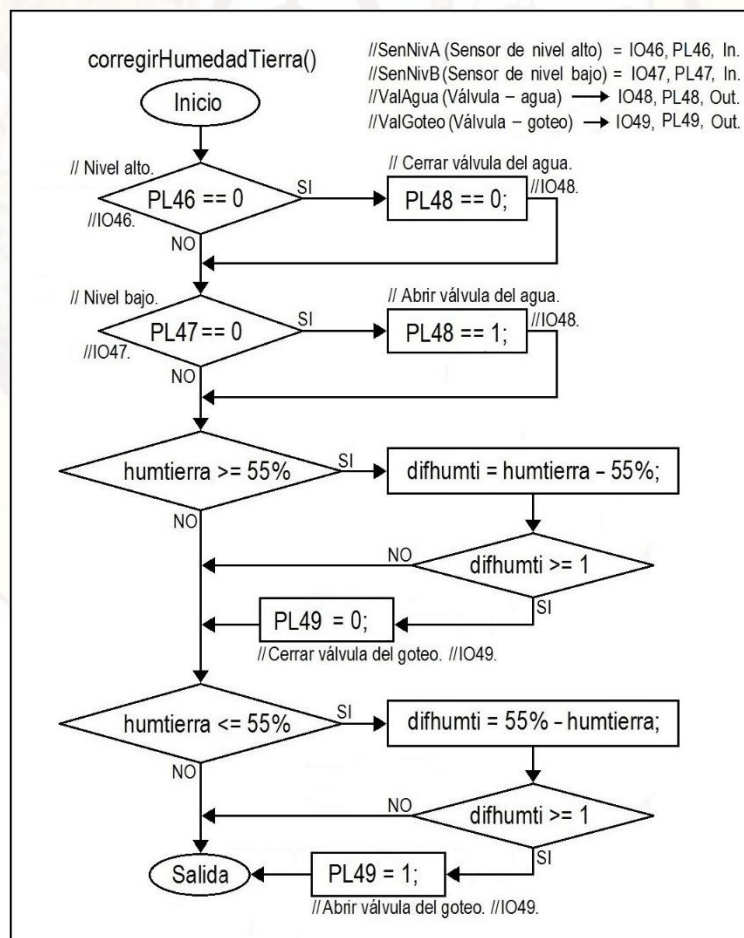 corregirHumedadTierra()
//SenNivA (Sensor de nivel alto) = IO46, PL46, In.
//SenNivB (Sensor de nivel bajo) = IO47, PL47, In.
//ValAgua (Válvula – agua) → IO48, PL48, Out.
//ValGoteo (Válvula – goteo) → IO49, PL49, Out.
Inicio
// Nivel alto.
PL46 == 0
//IO46.
SI
NO
// Cerrar válvula del agua.
PL48 == 0;
//IO48.
// Nivel bajo.
PL47 == 0
//IO47.
SI
NO
// Abrir válvula del agua.
PL48 == 1;
//IO48.
humtierra >= 55%
SI
NO
difhumti = humtierra – 55%;
difhumti >= 1
NO
SI
PL49 = 0;
//Cerrar válvula del goteo. //IO49.
humtierra <= 55%
SI
NO
difhumti = 55% - humtierra;
difhumti >= 1
NO
SI
PL49 = 1;
//Abrir válvula del goteo. //IO49.
Salida